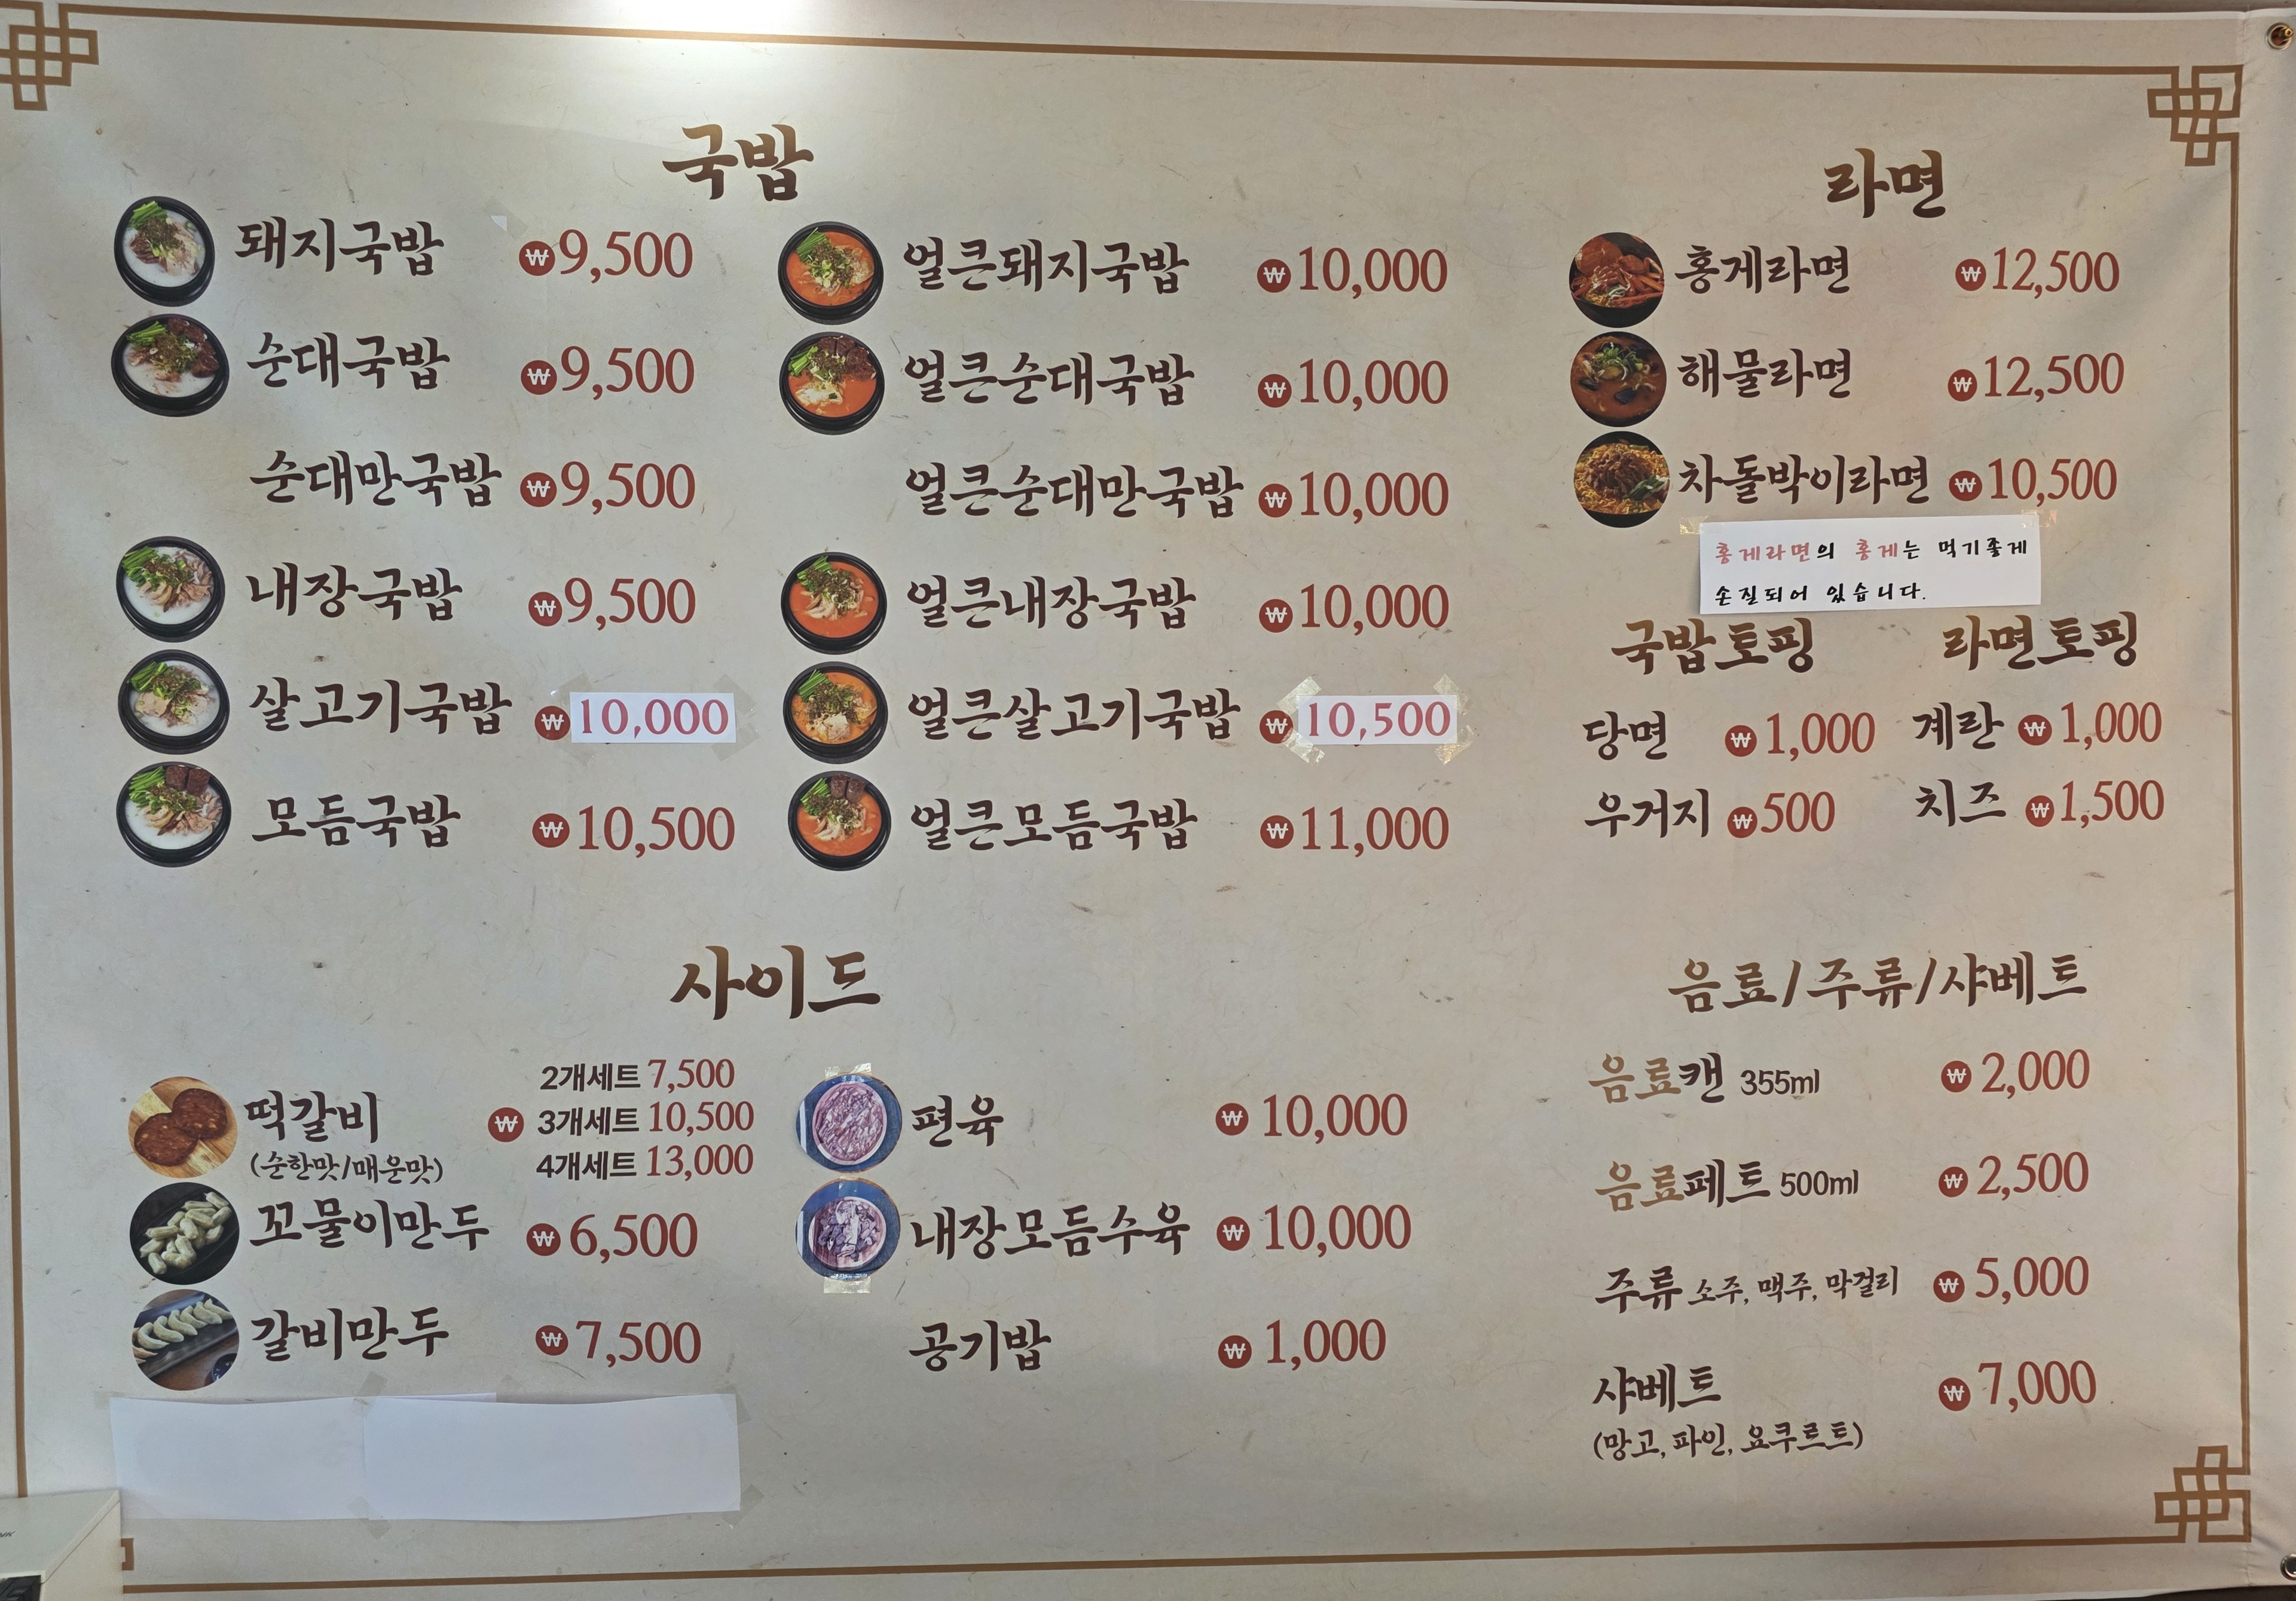 국밥
돼지국밥 ₩9,500
순대국밥 ₩9,500
순대만국밥 ₩9,500
내장국밥 ₩9,500
살고기국밥 ₩10,000
모듬국밥 ₩10,500
얼큰돼지국밥 ₩10,000
얼큰순대국밥 ₩10,000
얼큰순대만국밥 ₩10,000
얼큰내장국밥 ₩10,000
얼큰살고기국밥 ₩10,500
얼큰모듬국밥 ₩11,000
라면
홍게라면 ₩12,500
해물라면 ₩12,500
차돌박이라면 ₩10,500
홍게라면의 홍게는 먹기좋게
손질되어 있습니다.
국밥토핑
당면 ₩1,000
우거지 ₩500
라면토핑
계란 ₩1,000
치즈 ₩1,500
사이드
떡갈비
(순한맛/매운맛)
₩
2개세트 7,500
3개세트 10,500
4개세트 13,000
꼬물이만두 ₩6,500
갈비만두 ₩7,500
편육 ₩10,000
내장모듬수육 ₩10,000
공기밥 ₩1,000
음료/주류/샤베트
음료캔 355ml ₩2,000
음료페트 500ml ₩2,500
주류 소주, 맥주, 막걸리 ₩5,000
샤베트 ₩7,000
(망고, 파인, 요쿠르트)